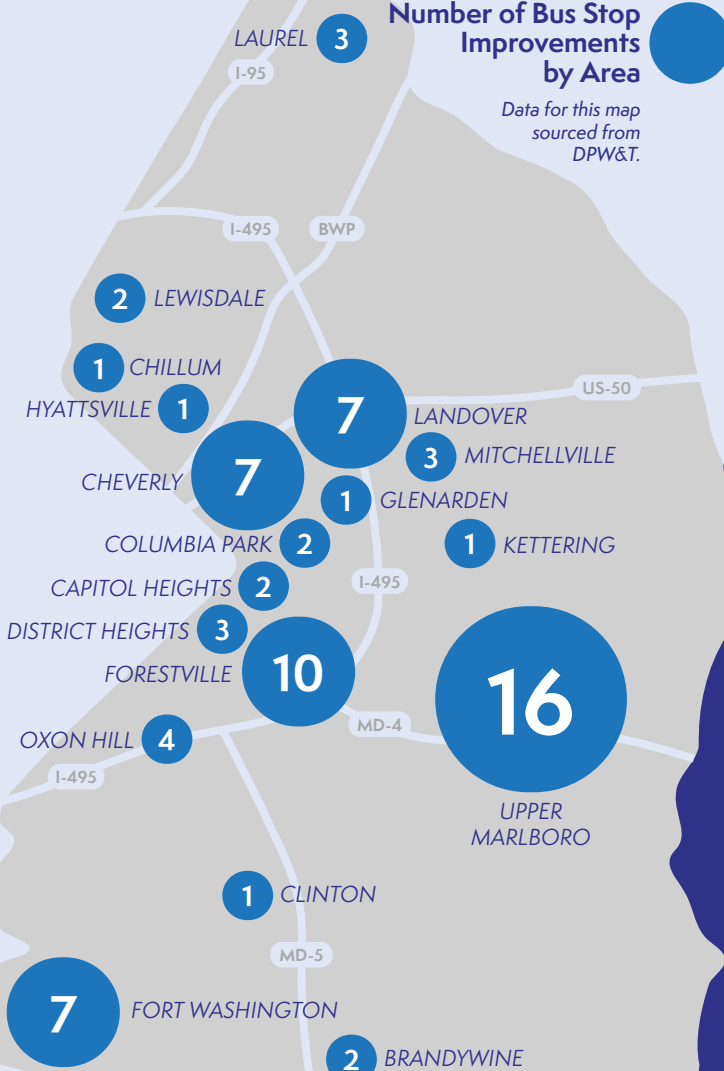 Number of Bus Stop
Improvements
by Area
Data for this map
sourced from
DPW&T.
LAUREL 3
I-95
I-495
BWP
2 LEWISDALE
1 CHILLUM
HYATTSVILLE 1
US-50
7 LANDOVER
3 MITCHELLVILLE
CHEVERLY 7
1 GLENARDEN
COLUMBIA PARK 2
1 KETTERING
CAPITOL HEIGHTS 2
I-495
DISTRICT HEIGHTS 3
FORESTVILLE 10
16
UPPER
MARLBORO
MD-4
OXON HILL 4
I-495
1 CLINTON
MD-5
7 FORT WASHINGTON
2 BRANDYWINE